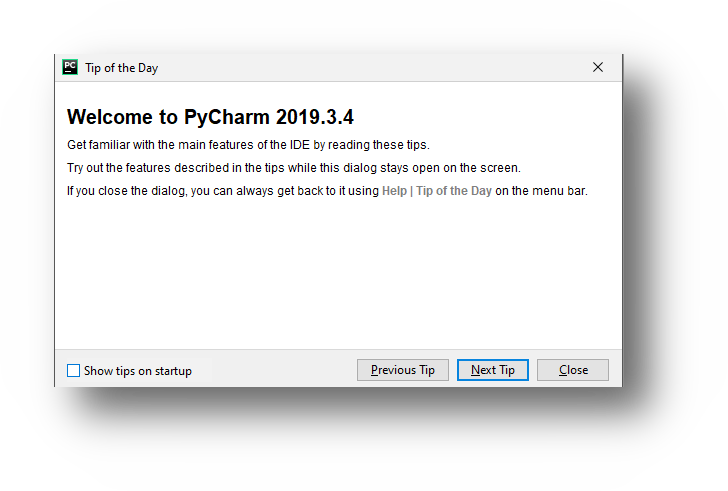 PC
Tip of the Day
Welcome to PyCharm 2019.3.4
Get familiar with the main features of the IDE by reading these tips.
Try out the features described in the tips while this dialog stays open on the screen.
If you close the dialog, you can always get back to it using Help | Tip of the Day on the menu bar.
Show tips on startup
Previous Tip
Next Tip
Close